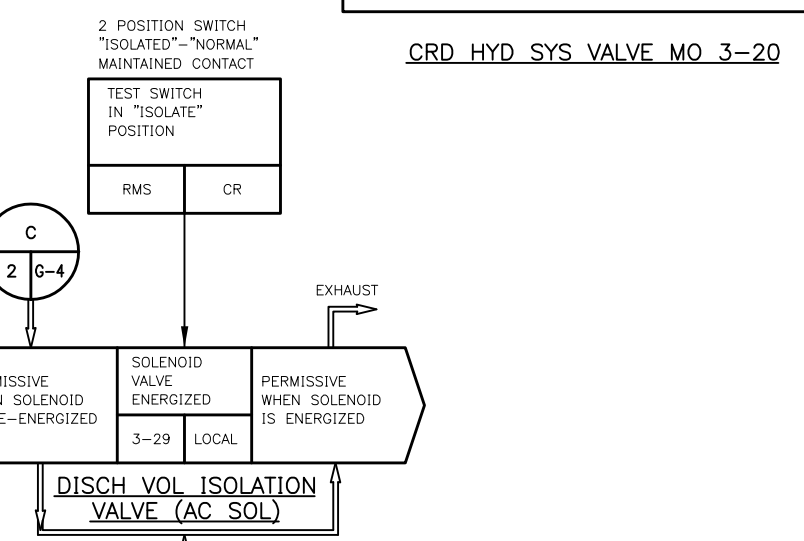 2 POSITION SWITCH
"ISOLATED"-"NORMAL"
MAINTAINED CONTACT
CRD HYD SYS VALVE MO 3-20
TEST SWITCH
IN "ISOLATE"
POSITION
RMS
CR
C
2
G-4
EXHAUST
SOLENOID
SOLENOID
VALVE
ENERGIZED
3-29
LOCAL
PERMISSIVE
WHEN SOLENOID
IS ENERGIZED
DISCH VOL ISOLATION
VALVE (AC SOL)